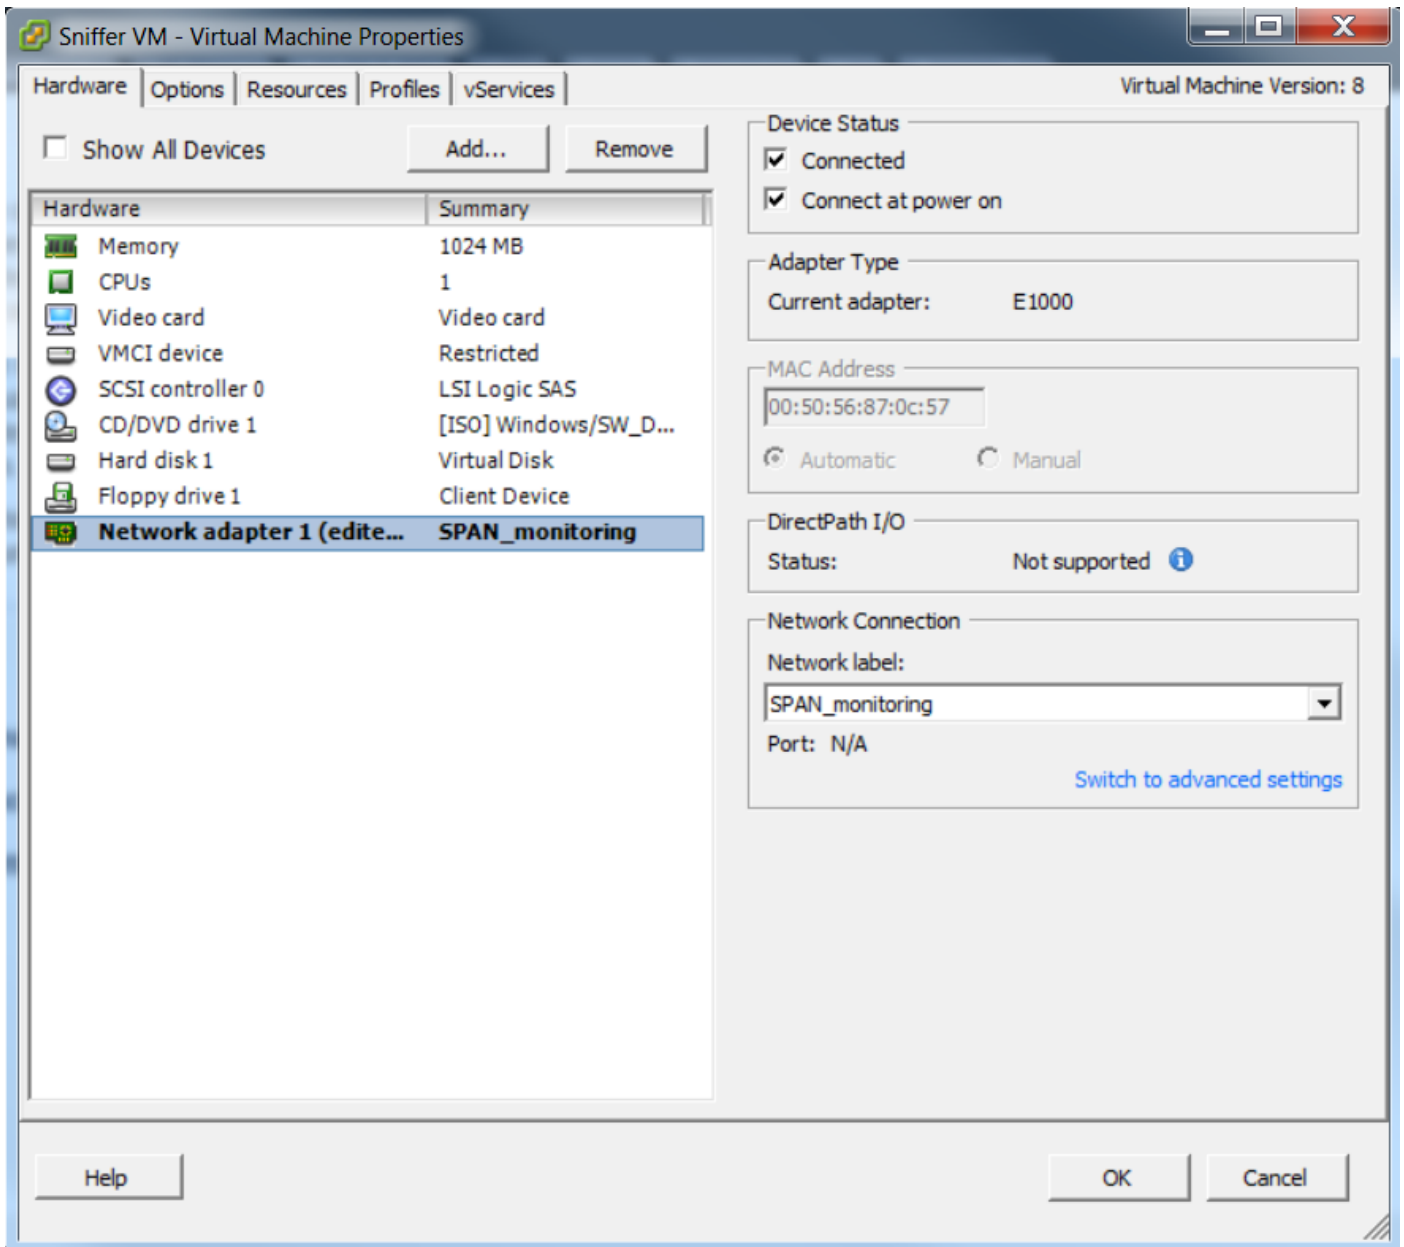 Sniffer VM - Virtual Machine Properties
Hardware Options Resources Profiles vServices Virtual Machine Version: 8
Show All Devices Add... Remove
Hardware Summary
Memory 1024 MB
CPUs 1
Video card Video card
VMCI device Restricted
SCSI controller 0 LSI Logic SAS
CD/DVD drive 1 [ISO] Windows/SW_D...
Hard disk 1 Virtual Disk
Floppy drive 1 Client Device
Network adapter 1 (edite... SPAN_monitoring
Device Status
Connected
Connect at power on
Adapter Type
Current adapter: E1000
MAC Address
00:50:56:87:0c:57
Automatic Manual
DirectPath I/O
Status: Not supported
Network Connection
Network label:
SPAN_monitoring
Port: N/A
Switch to advanced settings
Help OK Cancel